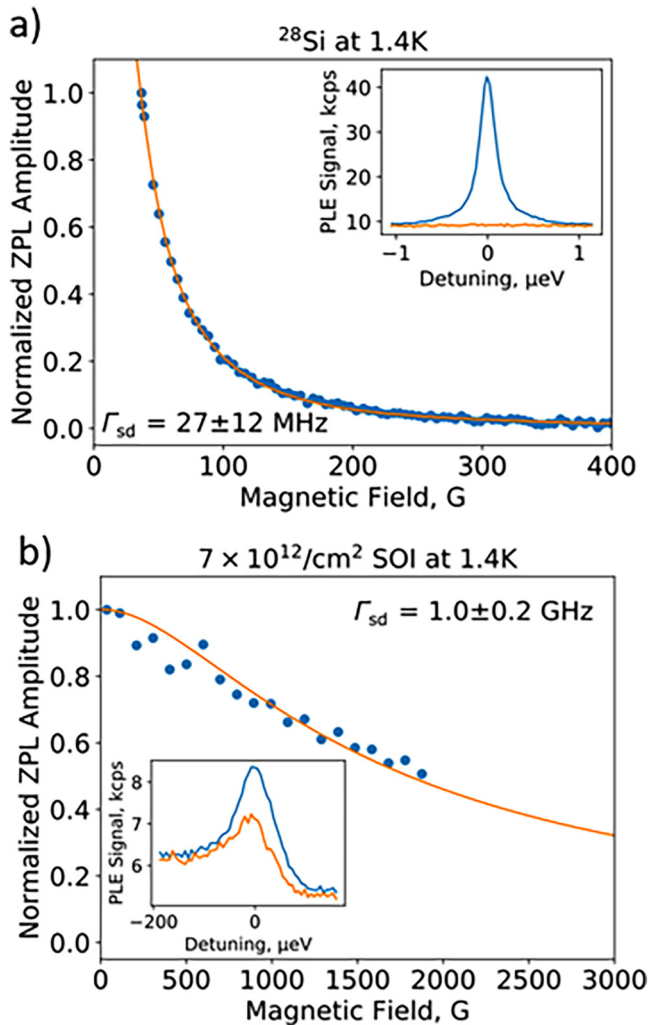 a)
²⁸Si at 1.4K
Normalized ZPL Amplitude
1.0
0.8
0.6
0.4
0.2
0.0
PLE Signal, kcps
40
30
20
10
−1 0 1
Detuning, μeV
Γsd = 27±12 MHz
0 100 200 300 400
Magnetic Field, G
b)
7 × 10¹²/cm² SOI at 1.4K
Normalized ZPL Amplitude
1.0
0.8
0.6
0.4
0.2
0.0
Γsd = 1.0±0.2 GHz
PLE Signal, kcps
8
7
6
−200 0
Detuning, μeV
0 500 1000 1500 2000 2500 3000
Magnetic Field, G